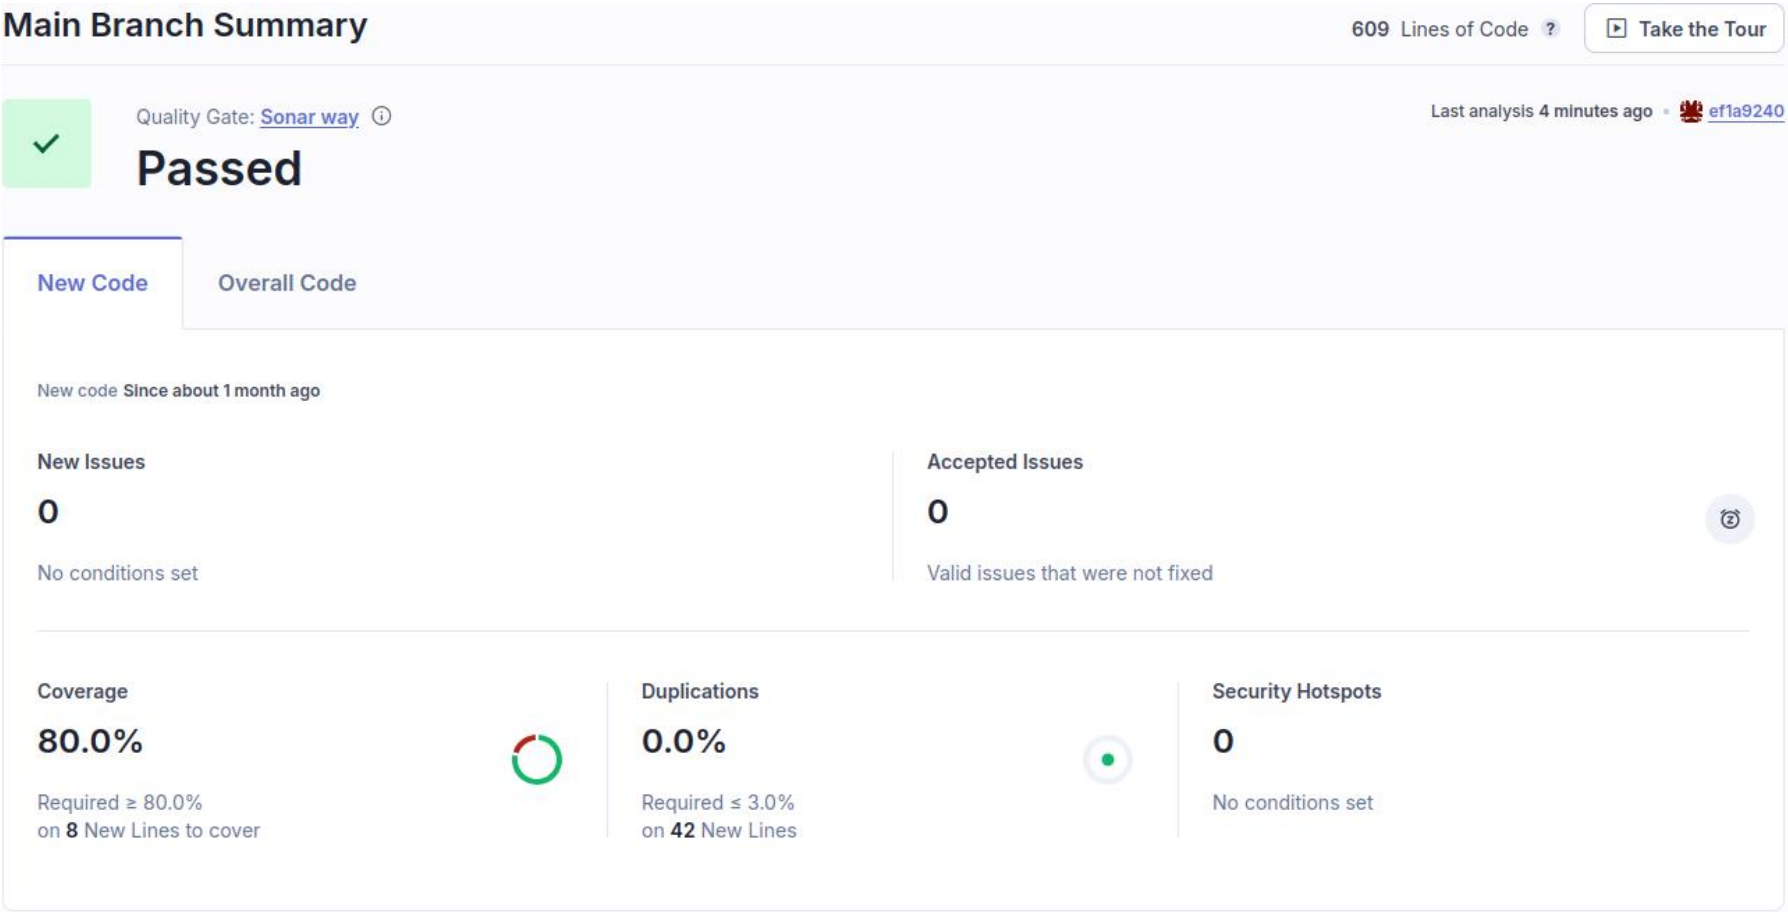 Main Branch Summary
609 Lines of Code ?
Take the Tour
Quality Gate: Sonar way
Passed
Last analysis 4 minutes ago • ef1a9240
New Code
Overall Code
New code Since about 1 month ago
New Issues
0
No conditions set
Accepted Issues
0
Valid issues that were not fixed
Coverage
80.0%
Required ≥ 80.0%
on 8 New Lines to cover
Duplications
0.0%
Required ≤ 3.0%
on 42 New Lines
Security Hotspots
0
No conditions set